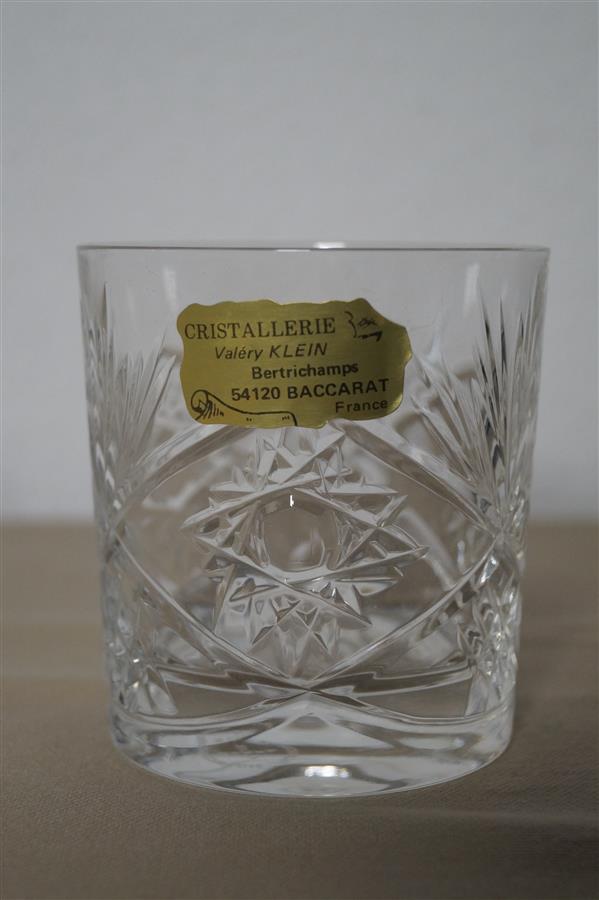 CRISTALLERIE
Valéry KLEIN
Bertrichamps
54120 BACCARAT
France